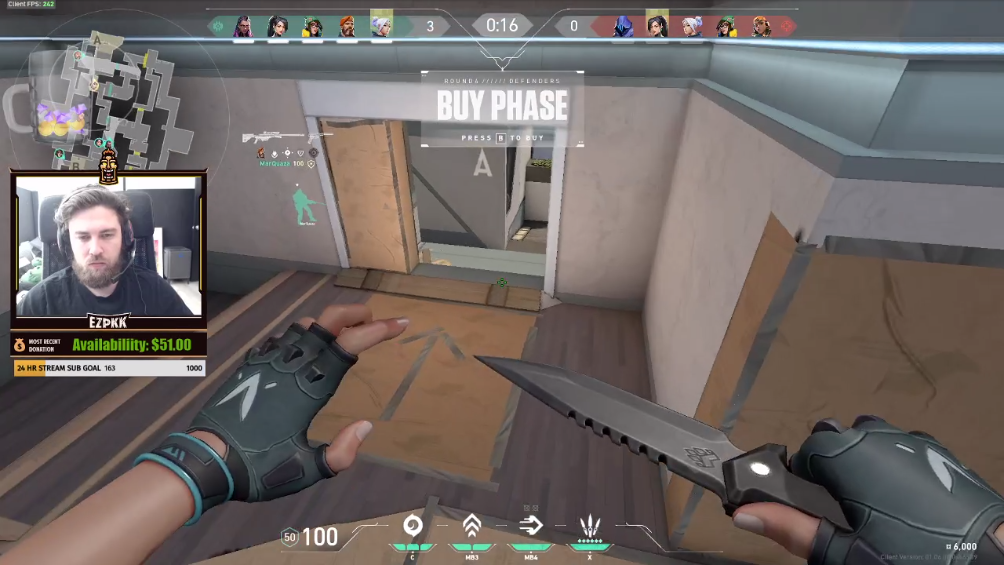 Client FPS: 242
3
0:16
0
ROUND 4 ////// DEFENDERS
BUY PHASE
PRESS B TO BUY
A
100
B
EZPKK
MOST RECENT DONATION
Availability: $51.00
24 HR STREAM SUB GOAL 163
1000
50 100
C
MB3
MB4
X
¤ 6,000